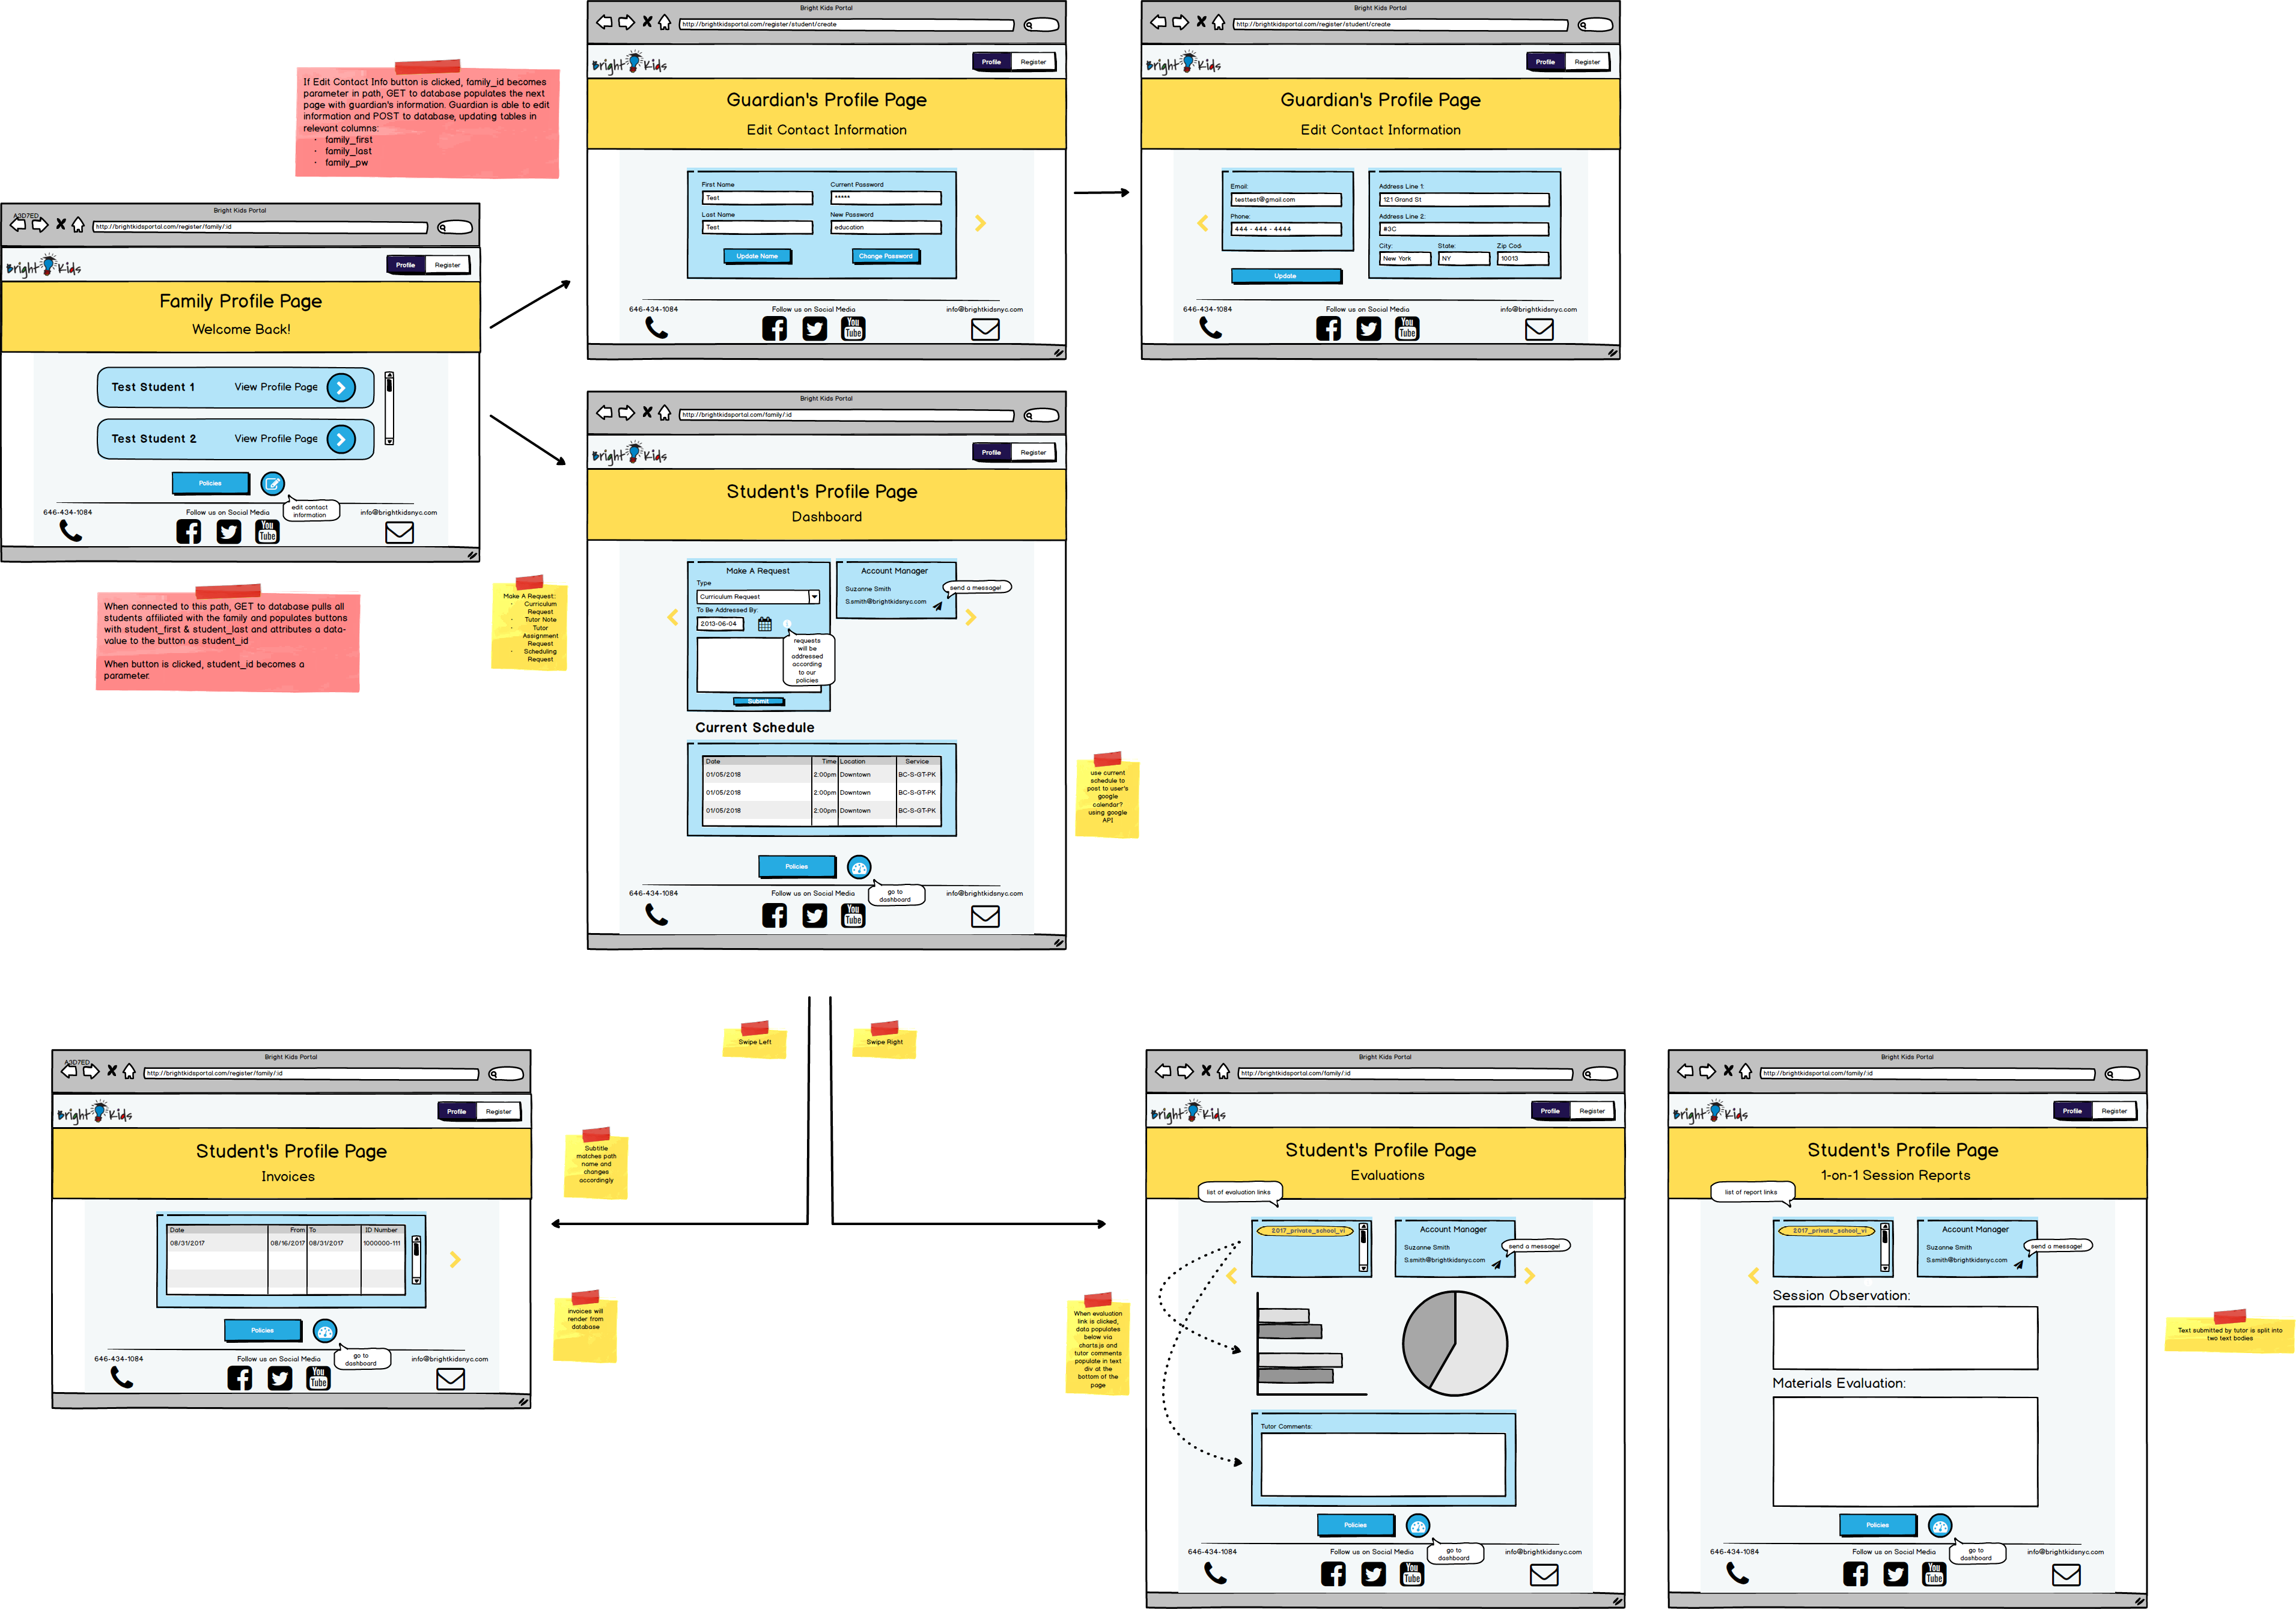 If Edit Contact Info button is clicked, family_id becomes
parameter in path, GET to database populates the next
page with guardian's information. Guardian is able to edit
information and POST to database, updating tables in
relevant columns:
· family_first
· family_last
· family_pw
Bright Kids Portal
http://brightkidsportal.com/register/student/create
Bright Kids
Profile
Register
Guardian's Profile Page
Edit Contact Information
First Name
Test
Current Password
*****
Last Name
Test
New Password
education
Update Name
Change Password
646-434-1084
Follow us on Social Media
info@brightkidsnyc.com
You
Tube
Bright Kids Portal
http://brightkidsportal.com/register/student/create
Bright Kids
Profile
Register
Guardian's Profile Page
Edit Contact Information
Email:
testtest@gmail.com
Phone:
444 - 444 - 4444
Update
Address Line 1:
121 Grand St
Address Line 2:
#3C
City:
State:
Zip Cod
New York
NY
10013
646-434-1084
Follow us on Social Media
info@brightkidsnyc.com
You
Tube
Bright Kids Portal
A3D7ED
http://brightkidsportal.com/register/family/:id
Bright Kids
Profile
Register
Family Profile Page
Welcome Back!
Test Student 1
View Profile Page
Test Student 2
View Profile Page
Policies
edit contact
information
646-434-1084
Follow us on Social Media
info@brightkidsnyc.com
You
Tube
When connected to this path, GET to database pulls all
students affiliated with the family and populates buttons
with student_first & student_last and attributes a data-
value to the button as student_id
When button is clicked, student_id becomes a
parameter.
Make A Request:
· Curriculum
Request
· Tutor Note
· Tutor
Assignment
Request
· Scheduling
Request
Bright Kids Portal
http://brightkidsportal.com/family/:id
Bright Kids
Profile
Register
Student's Profile Page
Dashboard
Make A Request
Type
Curriculum Request
To Be Addressed By:
2013-06-04
requests
will be
addressed
according
to our
policies
Submit
Account Manager
Suzanne Smith
S.smith@brightkidsnyc.com
send a message!
Current Schedule
Date
Time
Location
Service
01/05/2018
2:00pm
Downtown
BC-S-GT-PK
01/05/2018
2:00pm
Downtown
BC-S-GT-PK
01/05/2018
2:00pm
Downtown
BC-S-GT-PK
Policies
go to
dashboard
646-434-1084
Follow us on Social Media
info@brightkidsnyc.com
You
Tube
use current
schedule to
post to user's
google
calendar?
using google
API
Swipe Left
Swipe Right
Bright Kids Portal
A3D7ED
http://brightkidsportal.com/register/family/:id
Bright Kids
Profile
Register
Student's Profile Page
Invoices
Date
From
To
ID Number
08/31/2017
08/16/2017
08/31/2017
1000000-111
Policies
go to
dashboard
646-434-1084
Follow us on Social Media
info@brightkidsnyc.com
You
Tube
Subtitle
matches path
name and
changes
accordingly
invoices will
render from
database
When evaluation
link is clicked,
data populates
below via
charts.js and
tutor comments
populate in text
div at the
bottom of the
page
Bright Kids Portal
http://brightkidsportal.com/family/:id
Bright Kids
Profile
Register
Student's Profile Page
Evaluations
list of evaluation links
2017_private_school_v1
Account Manager
Suzanne Smith
S.smith@brightkidsnyc.com
send a message!
Tutor Comments:
Policies
go to
dashboard
646-434-1084
Follow us on Social Media
info@brightkidsnyc.com
You
Tube
Bright Kids Portal
http://brightkidsportal.com/family/:id
Bright Kids
Profile
Register
Student's Profile Page
1-on-1 Session Reports
list of report links
2017_private_school_v1
Account Manager
Suzanne Smith
S.smith@brightkidsnyc.com
send a message!
Session Observation:
Materials Evaluation:
Policies
go to
dashboard
646-434-1084
Follow us on Social Media
info@brightkidsnyc.com
You
Tube
Text submitted by tutor is split into
two text bodies